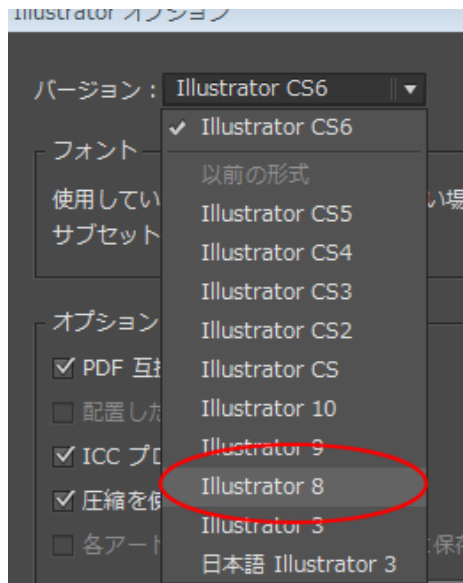 Illustrator オプション
バージョン : Illustrator CS6
Illustrator CS6
フォント
以前の形式
使用してい
い場
Illustrator CS5
サブセット
Illustrator CS4
Illustrator CS3
オプション
Illustrator CS2
PDF 互換
Illustrator CS
配置した
Illustrator 10
ICC プロ
Illustrator 9
圧縮を使
Illustrator 8
各アート
Illustrator 3
保存
日本語 Illustrator 3